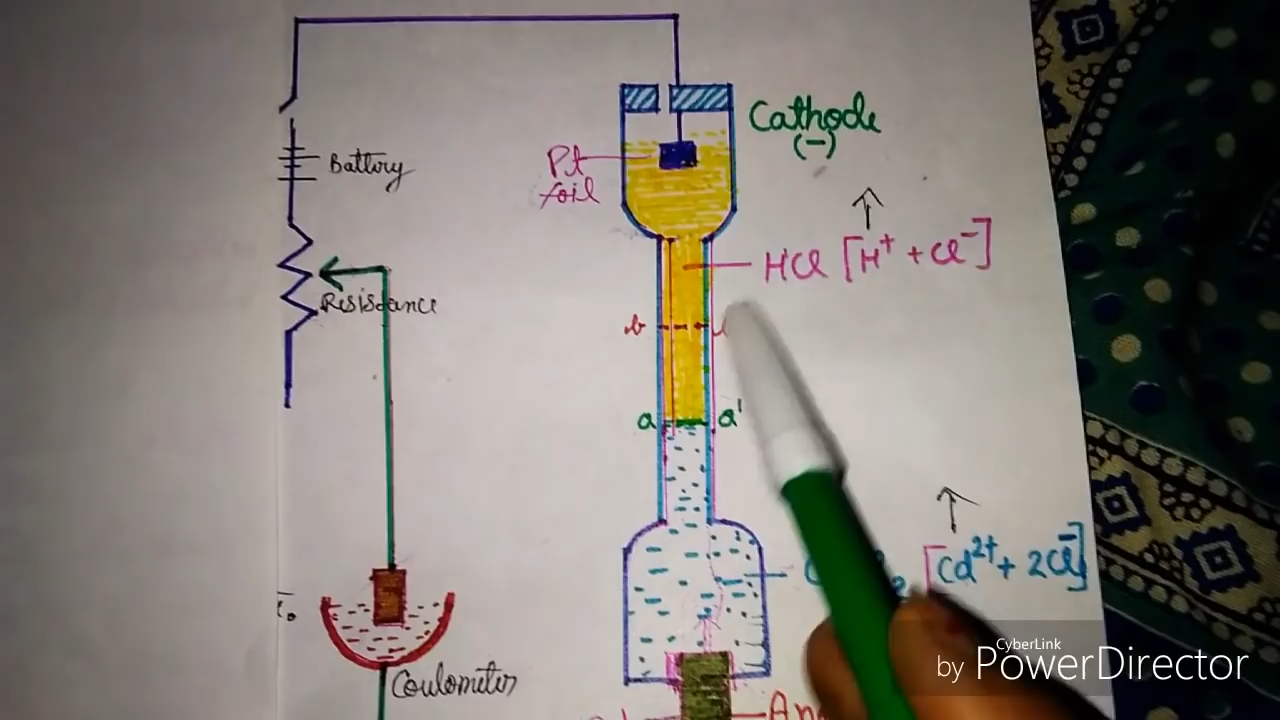 Cathode
(-)
Battery
Pt
foil
HCl [H⁺ + Cl⁻]
Resistance
b
a a'
[Cd²⁺ + 2Cl⁻]
Coulometer
CyberLink
by PowerDirector